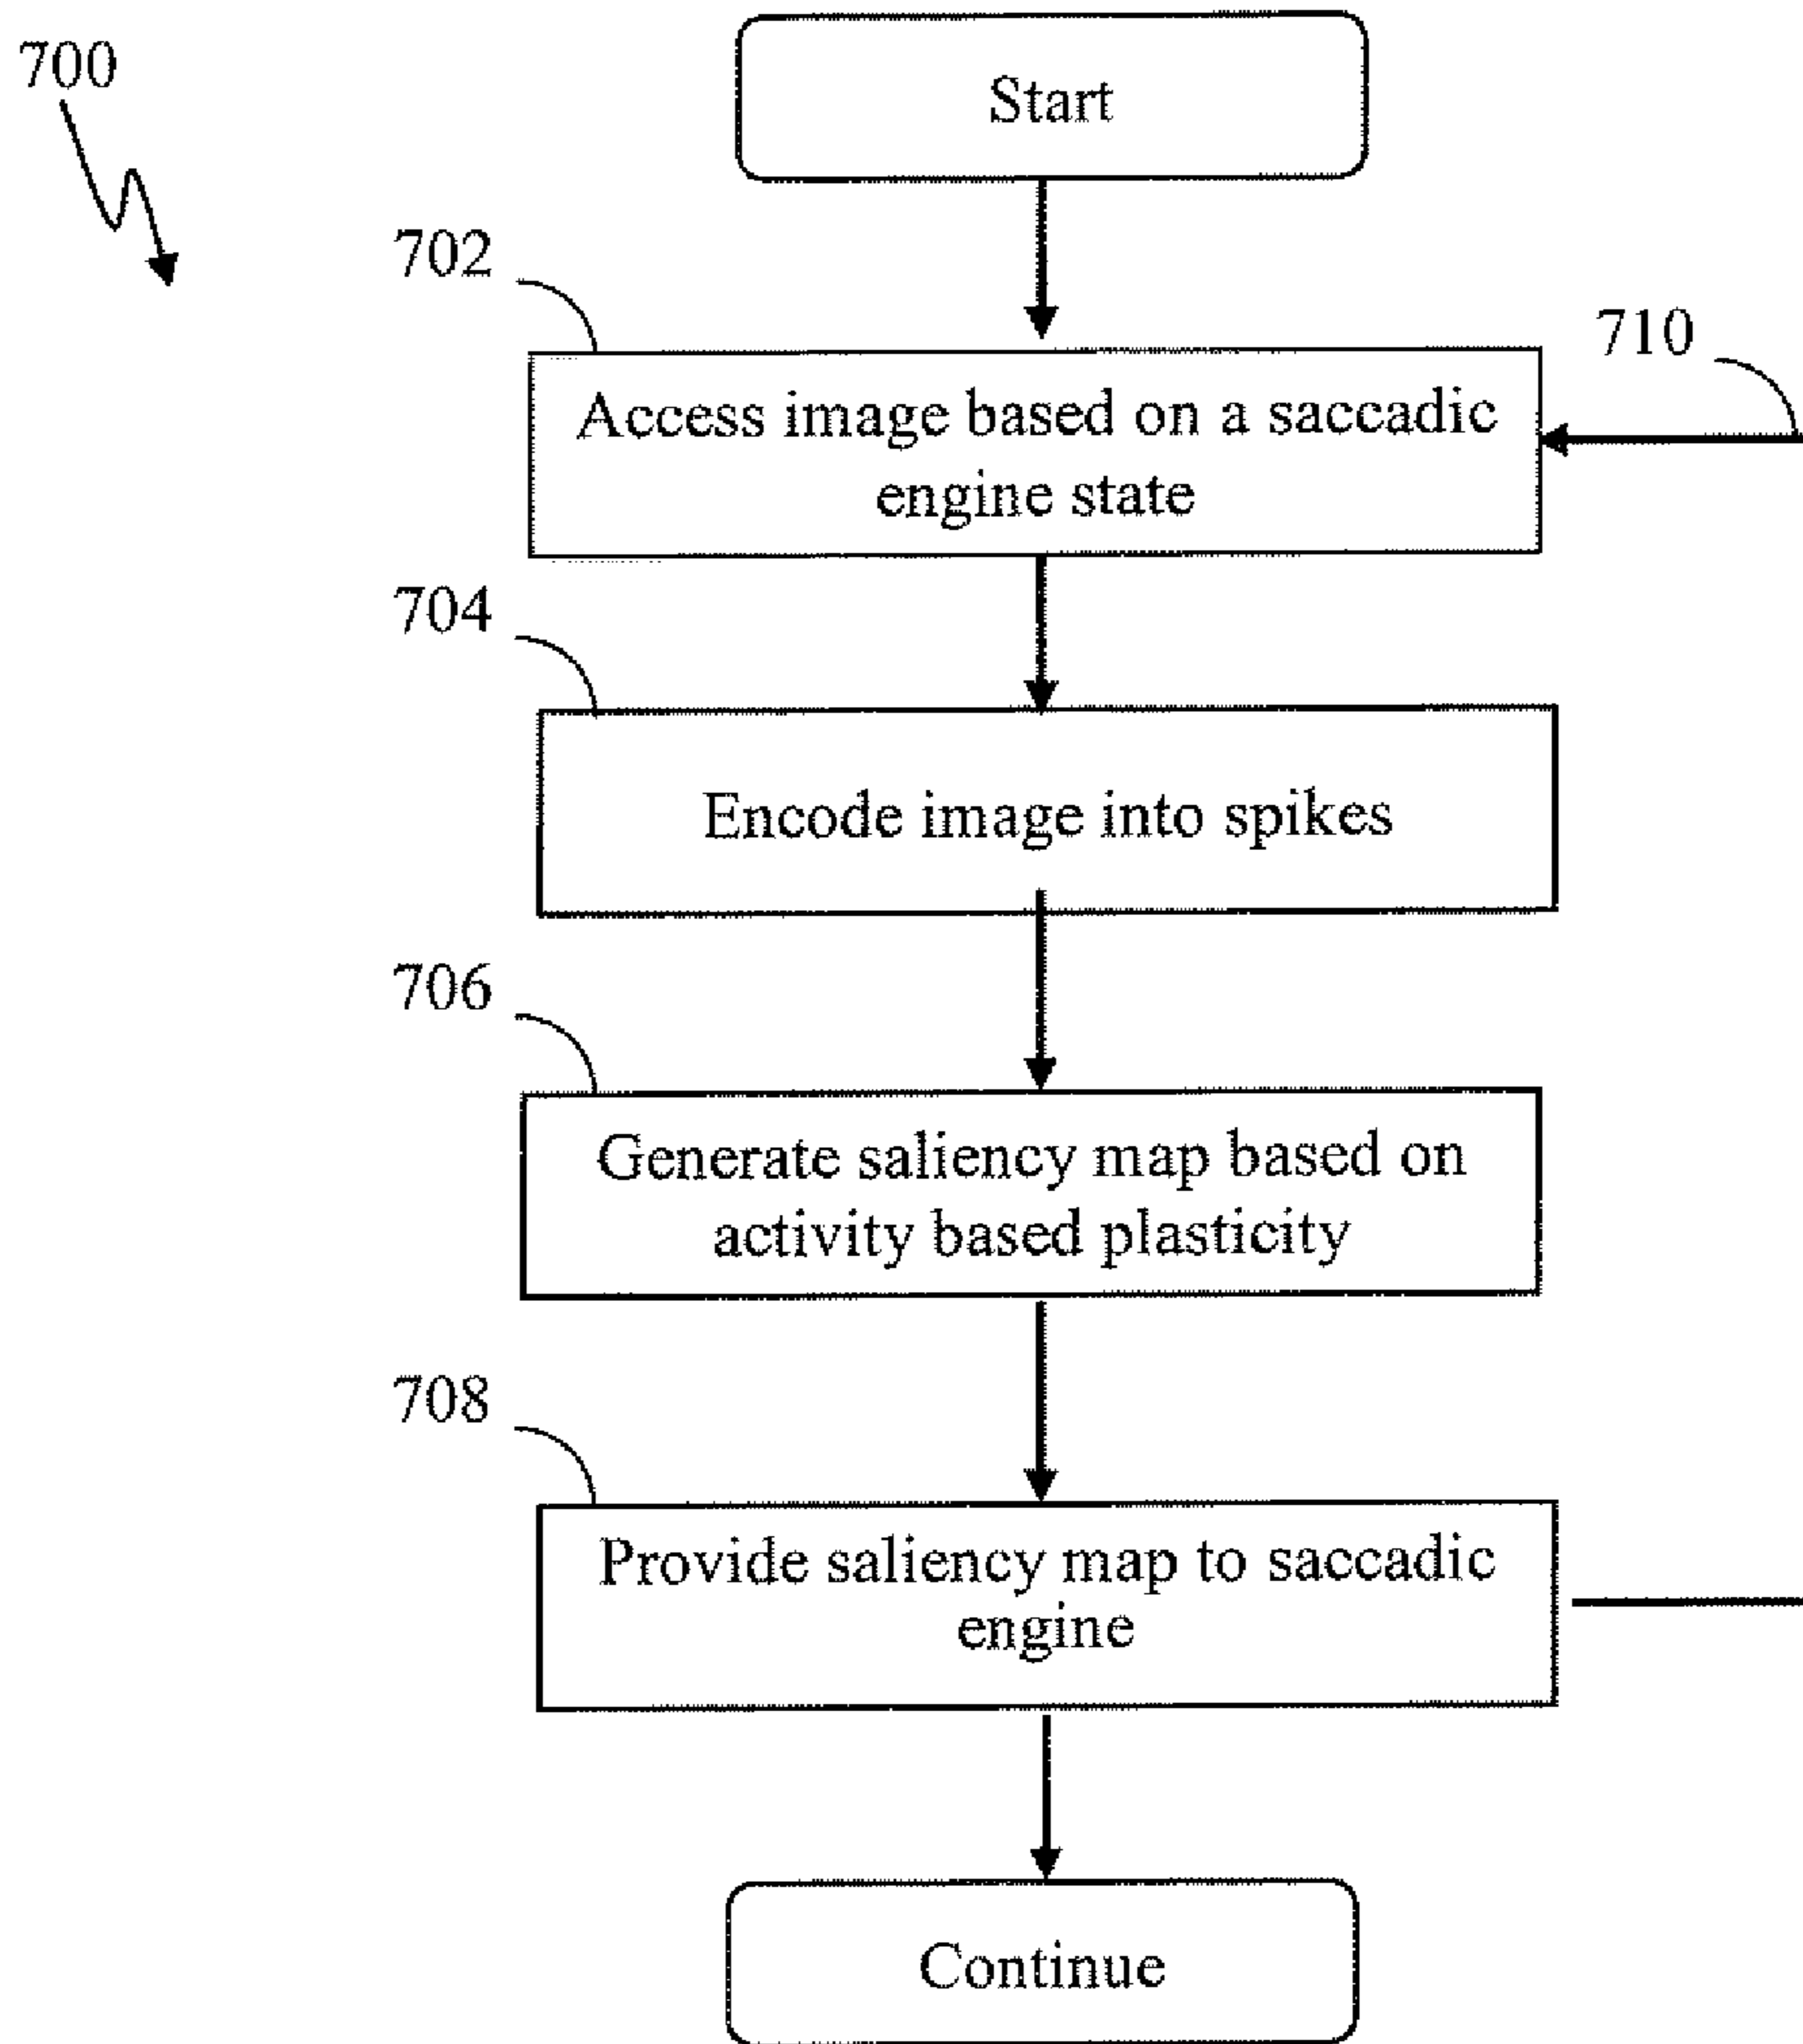 700
Start
702
710
Access image based on a saccadic
engine state
704
Encode image into spikes
706
Generate saliency map based on
activity based plasticity
708
Provide saliency map to saccadic
engine
Continue